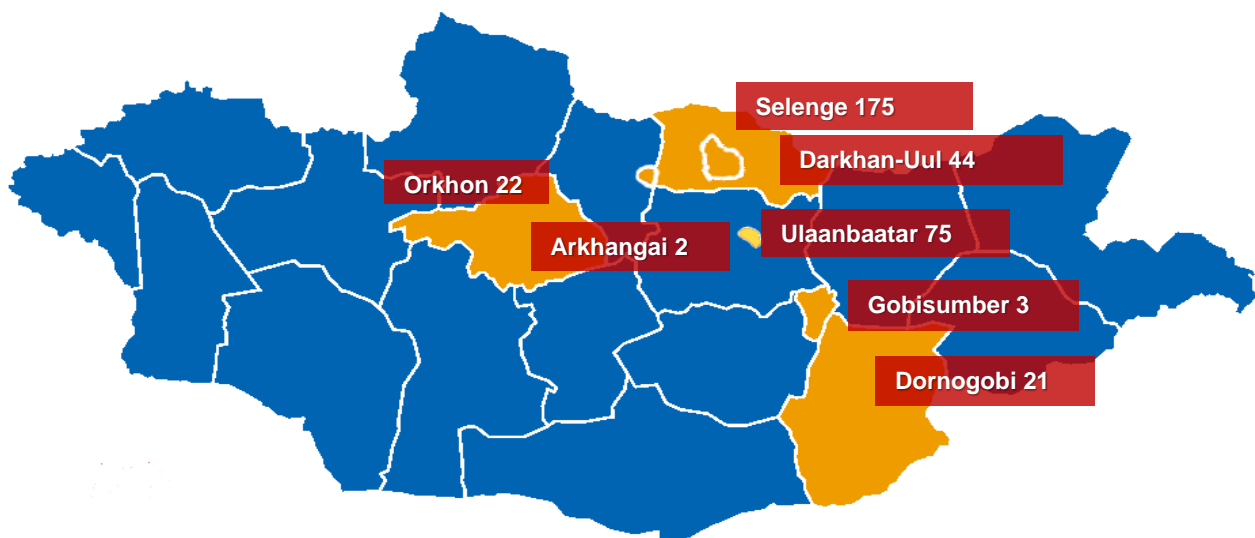 Selenge 175
Darkhan-Uul 44
Orkhon 22
Arkhangai 2
Ulaanbaatar 75
Gobisumber 3
Dornogobi 21